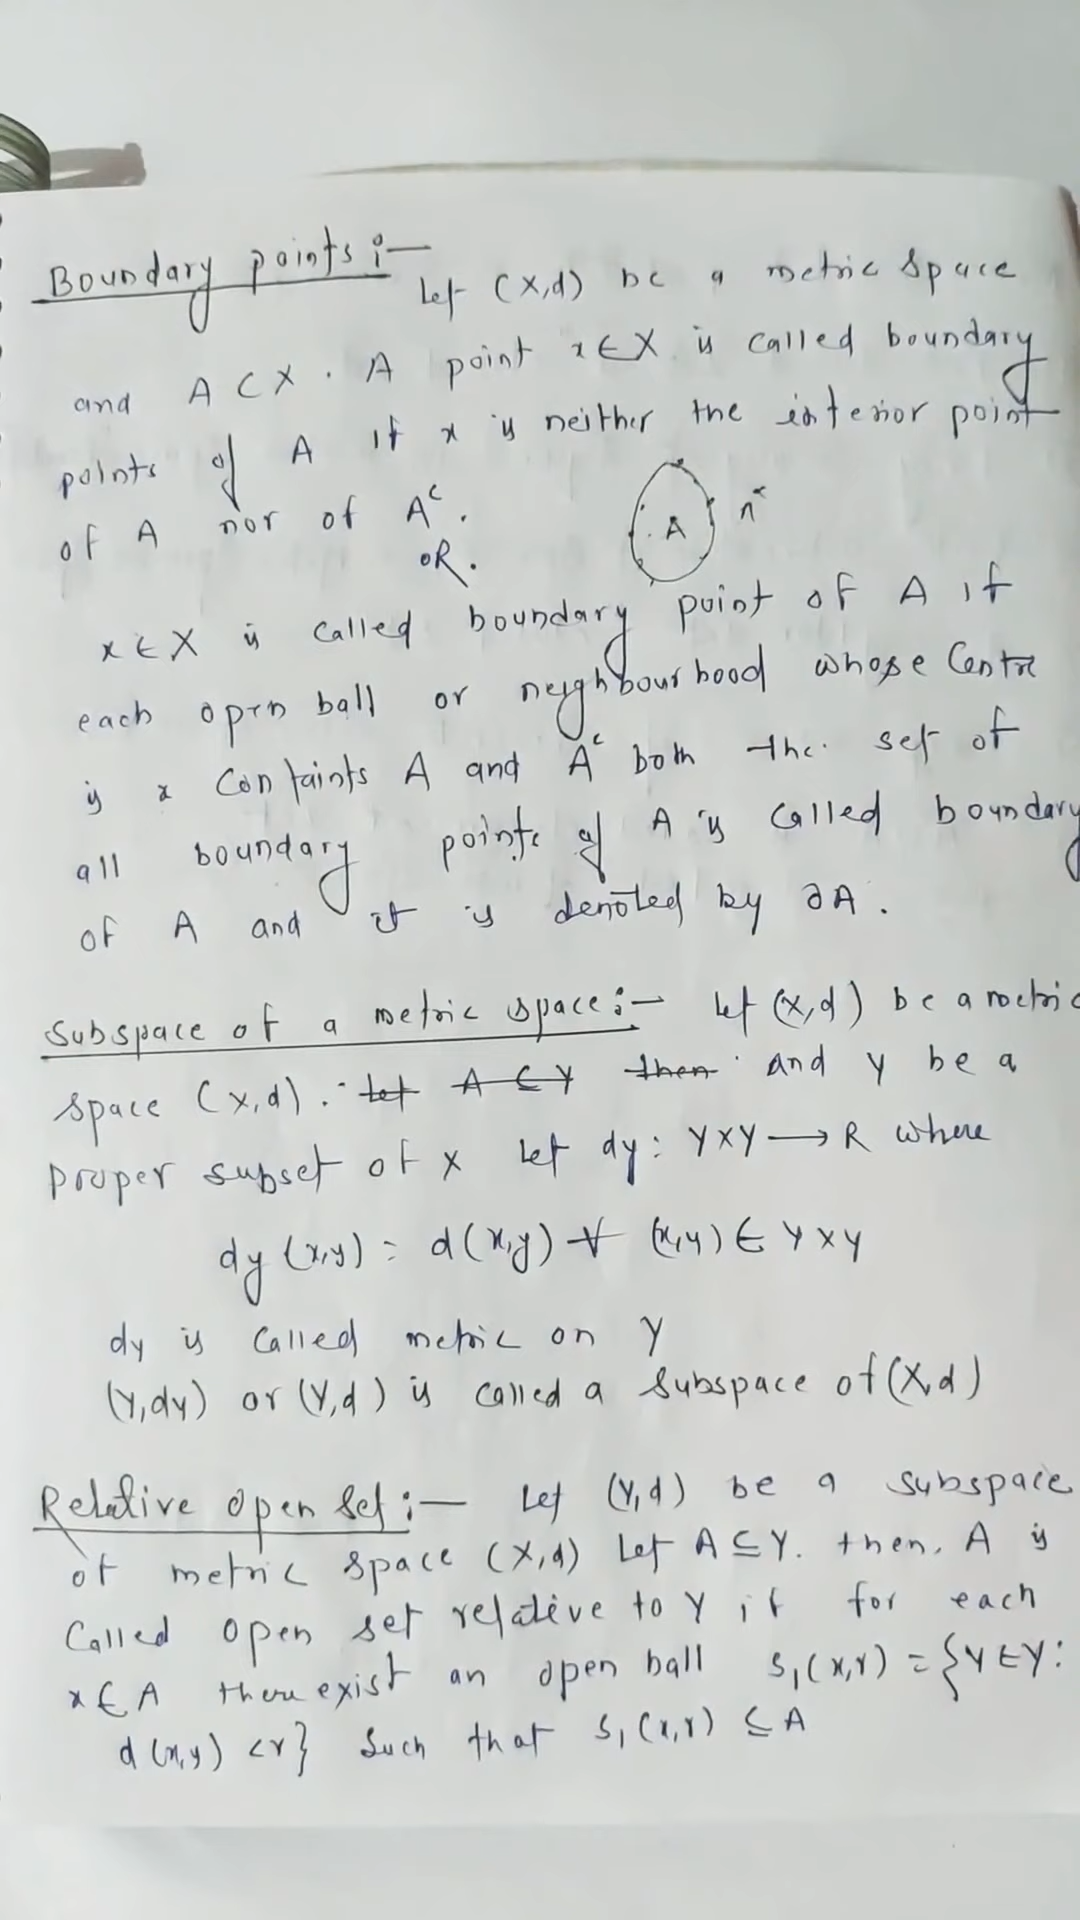 Boundary points :-
Let (X,d) be a metric space
and A ⊂ X . A point x ∈ X is called boundary
points of A if x is neither the interior point
of A nor of Aᶜ.
A
OR.
x ∈ X is called boundary point of A if
each open ball or neighbourhood whose Centre
is x Containts A and Aᶜ both the set of
all boundary points of A is called boundary
of A and it is denoted by ∂A .
Subspace of a metric space :- Let (X,d) be a metric
space (X,d) . Let A ⊆ Y then and Y be a
proper subset of X Let dy : Y×Y → R where
dy (x,y) = d(x,y) ∀ (x,y) ∈ Y×Y
dy is called metric on Y
(Y,dy) or (Y,d) is called a subspace of (X,d)
Relative open set :- Let (Y,d) be a subspace
of metric space (X,d) Let A ⊆ Y. then, A is
Called open set relative to Y if for each
x ∈ A there exist an open ball S₁(x,r) = {y ∈ Y:
d(x,y) < r} such that S₁(x,r) ⊆ A